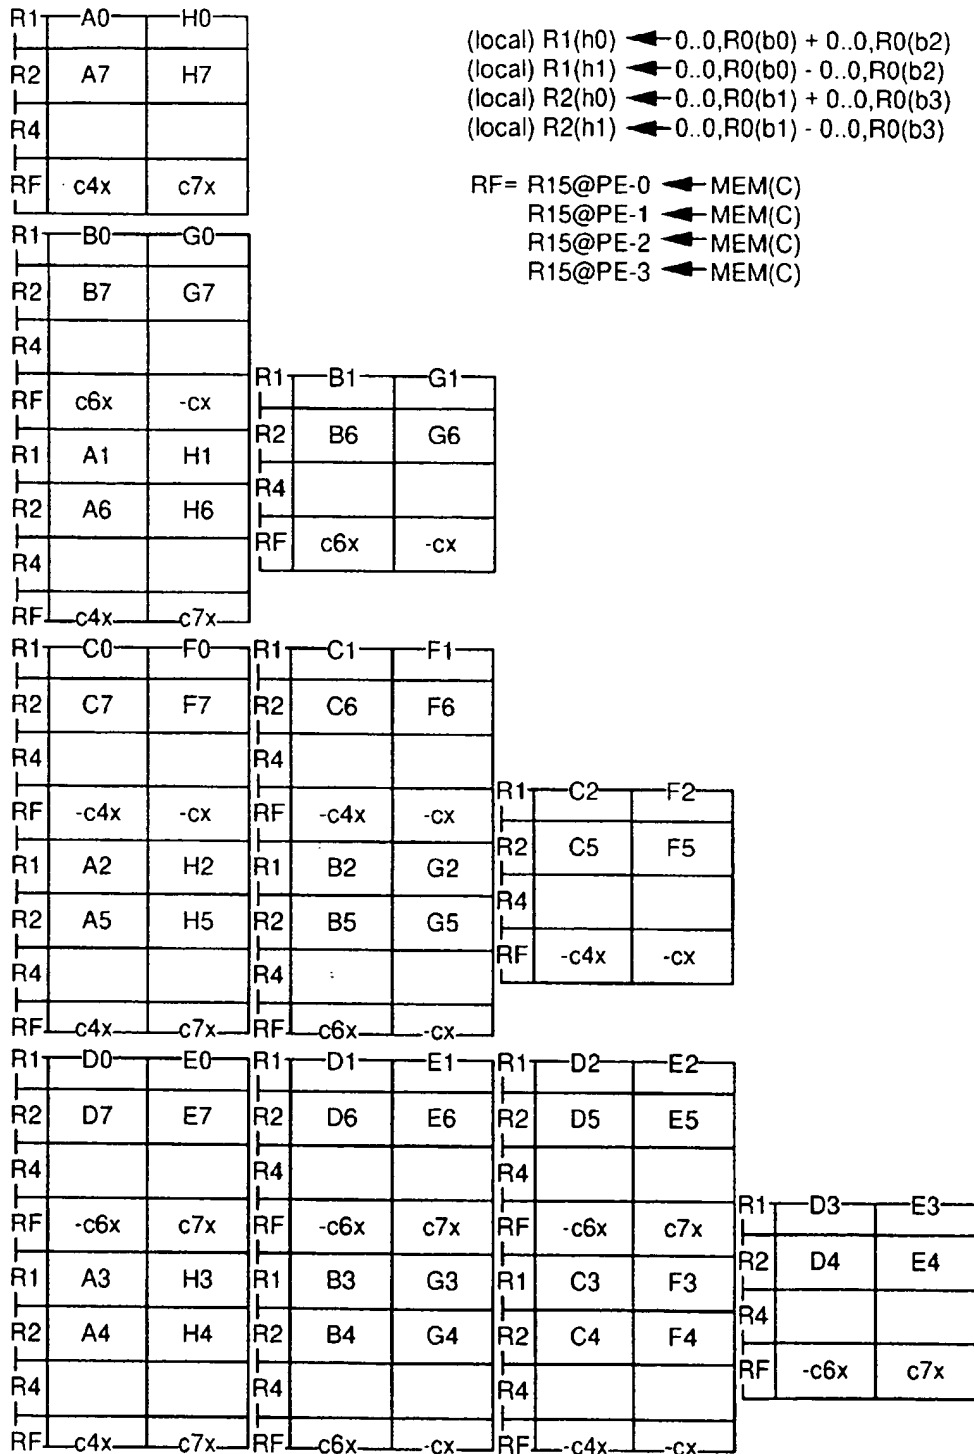 R1 A0 H0
(local) R1(h0) ← 0..0,R0(b0) + 0..0,R0(b2)
(local) R1(h1) ← 0..0,R0(b0) - 0..0,R0(b2)
R2 A7 H7
(local) R2(h0) ← 0..0,R0(b1) + 0..0,R0(b3)
(local) R2(h1) ← 0..0,R0(b1) - 0..0,R0(b3)
R4
RF c4x c7x
RF= R15@PE-0 ← MEM(C)
R15@PE-1 ← MEM(C)
R15@PE-2 ← MEM(C)
R15@PE-3 ← MEM(C)
R1 B0 G0
R2 B7 G7
R4
RF c6x -cx
R1 A1 H1
R2 A6 H6
R4
RF c4x c7x
R1 B1 G1
R2 B6 G6
R4
RF c6x -cx
R1 C0 F0 R1 C1 F1
R2 C7 F7 R2 C6 F6
R4 R4
RF -c4x -cx RF -c4x -cx
R1 A2 H2 R1 B2 G2
R2 A5 H5 R2 B5 G5
R4 R4
RF c4x c7x RF c6x -cx
R1 C2 F2
R2 C5 F5
R4
RF -c4x -cx
R1 D0 E0 R1 D1 E1 R1 D2 E2
R2 D7 E7 R2 D6 E6 R2 D5 E5
R4 R4 R4
RF -c6x c7x RF -c6x c7x RF -c6x c7x
R1 A3 H3 R1 B3 G3 R1 C3 F3
R2 A4 H4 R2 B4 G4 R2 C4 F4
R4 R4 R4
RF c4x c7x RF c6x -cx RF -c4x -cx
R1 D3 E3
R2 D4 E4
R4
RF -c6x c7x